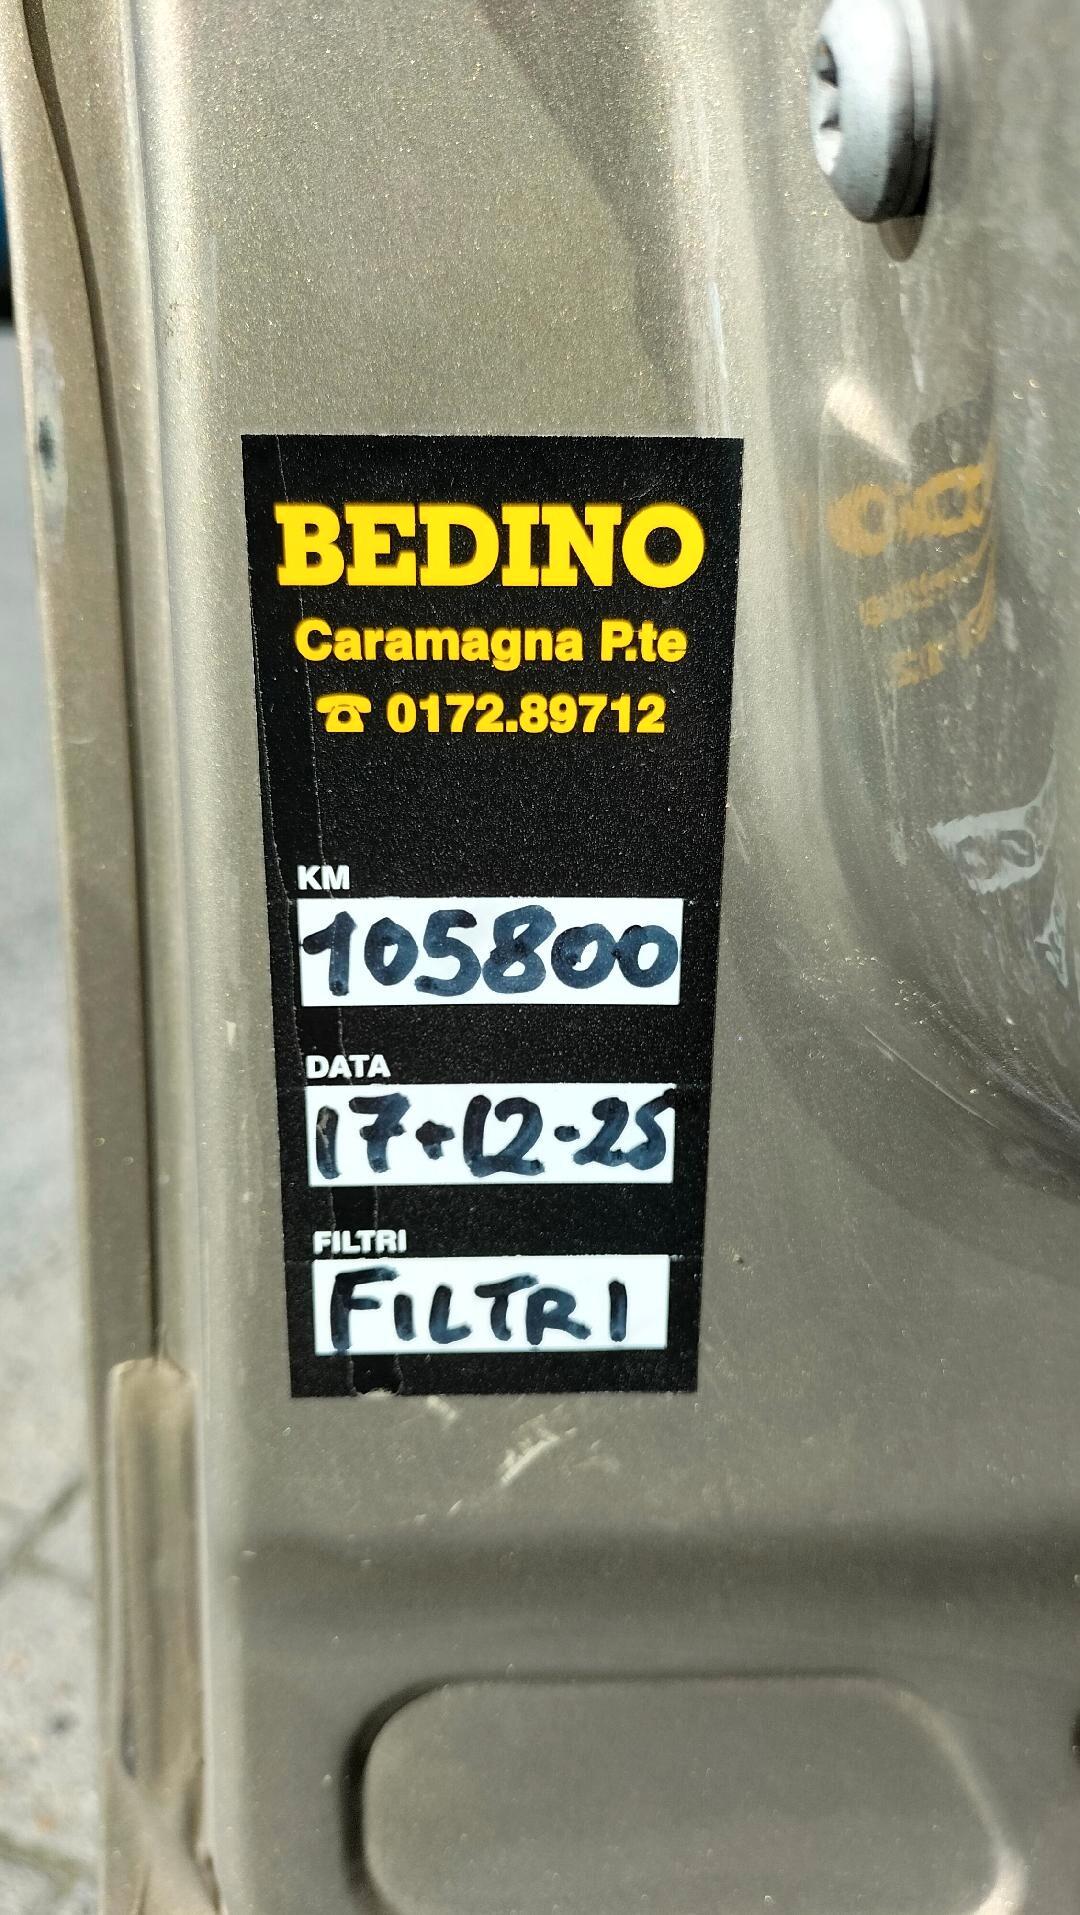 BEDINO
Caramagna P.te
☎ 0172.89712
KM
105800
DATA
17-12-25
FILTRI
FILTRI